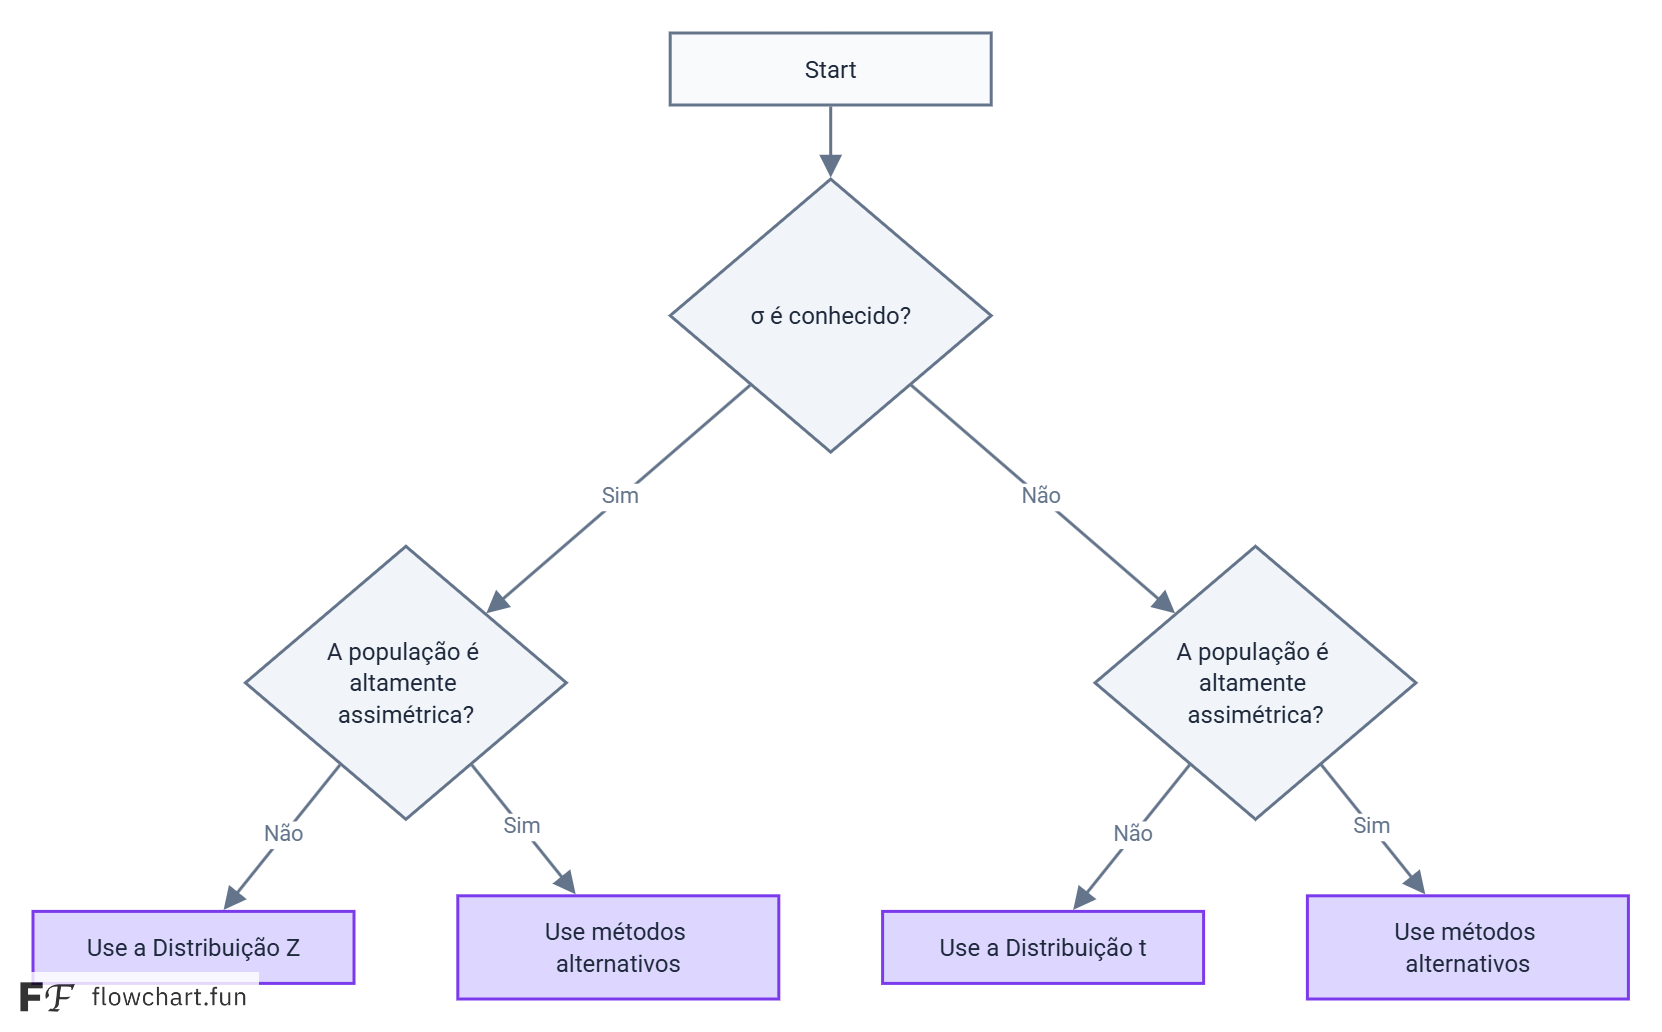 Start
σ é conhecido?
Sim
Não
A população é
altamente
assimétrica?
A população é
altamente
assimétrica?
Não
Sim
Não
Sim
Use a Distribuição Z
Use métodos
alternativos
Use a Distribuição t
Use métodos
alternativos
FF flowchart.fun